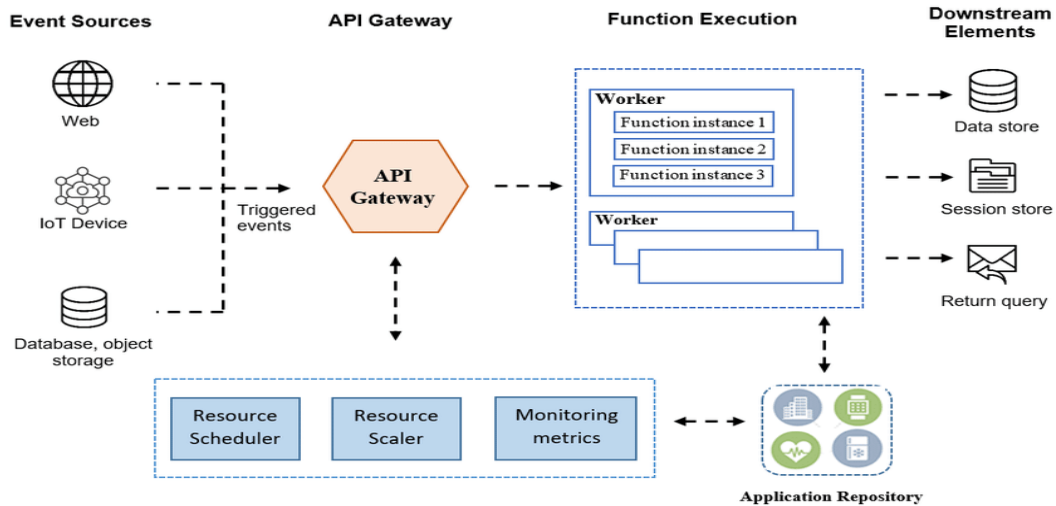 Event Sources
API Gateway
Function Execution
Downstream
Elements
Web
IoT Device
Database, object
storage
Triggered
events
API
Gateway
Worker
Function instance 1
Function instance 2
Function instance 3
Worker
Data store
Session store
Return query
Resource
Scheduler
Resource
Scaler
Monitoring
metrics
Application Repository